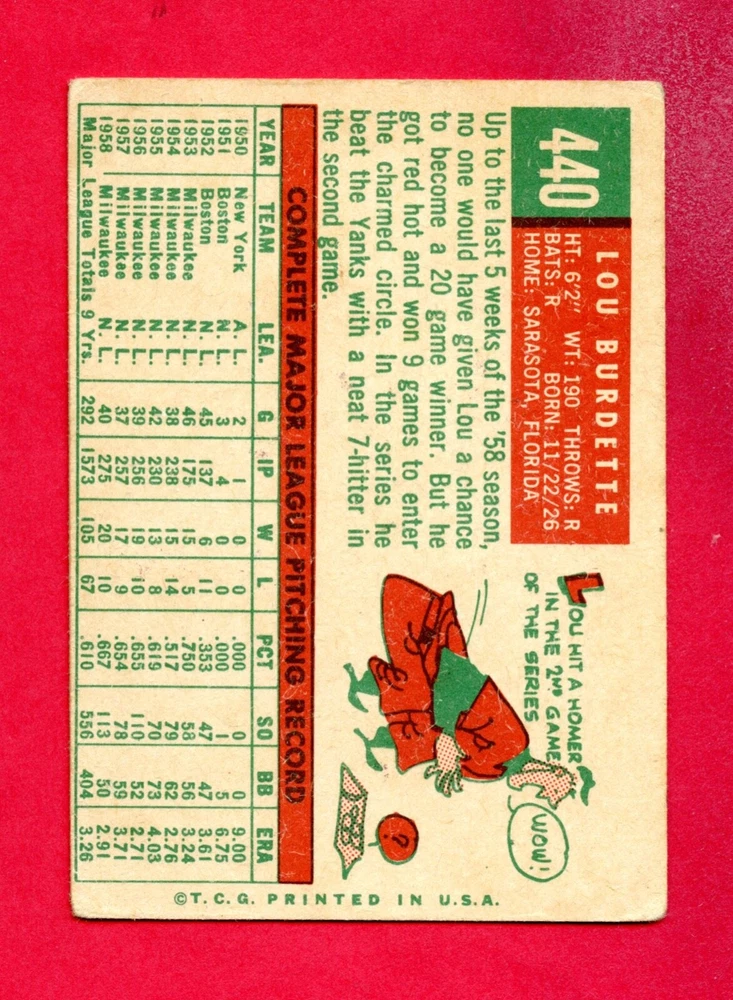 440
LOU BURDETTE
HT: 6'2" WT: 190 THROWS: R
BATS: R BORN: 11/22/26
HOME: SARASOTA, FLORIDA
Up to the last 5 weeks of the '58 season,
no one would have given Lou a chance
to become a 20 game winner. But he
got red hot and won 9 games to enter
the charmed circle. In the series he
beat the Yanks with a neat 7-hitter in
the second game.
LOU HIT A HOMER
IN THE 2ND GAME
OF THE SERIES
WOW!
?
COMPLETE MAJOR LEAGUE PITCHING RECORD
YEAR TEAM LEA. G IP W L PCT SO BB ERA
1950 New York A. L. 2 1 0 0 .000 0 0 9.00
1951 Boston N. L. 3 4 0 0 .000 1 5 6.75
1952 Boston N. L. 45 137 6 11 .353 47 47 3.61
1953 Milwaukee N. L. 46 175 15 5 .750 58 56 3.24
1954 Milwaukee N. L. 38 238 15 14 .517 79 62 2.76
1955 Milwaukee N. L. 42 230 13 8 .619 70 73 4.03
1956 Milwaukee N. L. 39 256 19 10 .655 110 52 2.71
1957 Milwaukee N. L. 37 257 17 9 .654 78 59 3.71
1958 Milwaukee N. L. 40 275 20 10 .667 113 50 2.91
Major League Totals 9 Yrs. 292 1573 105 67 .610 556 404 3.26
©T.C.G. PRINTED IN U.S.A.